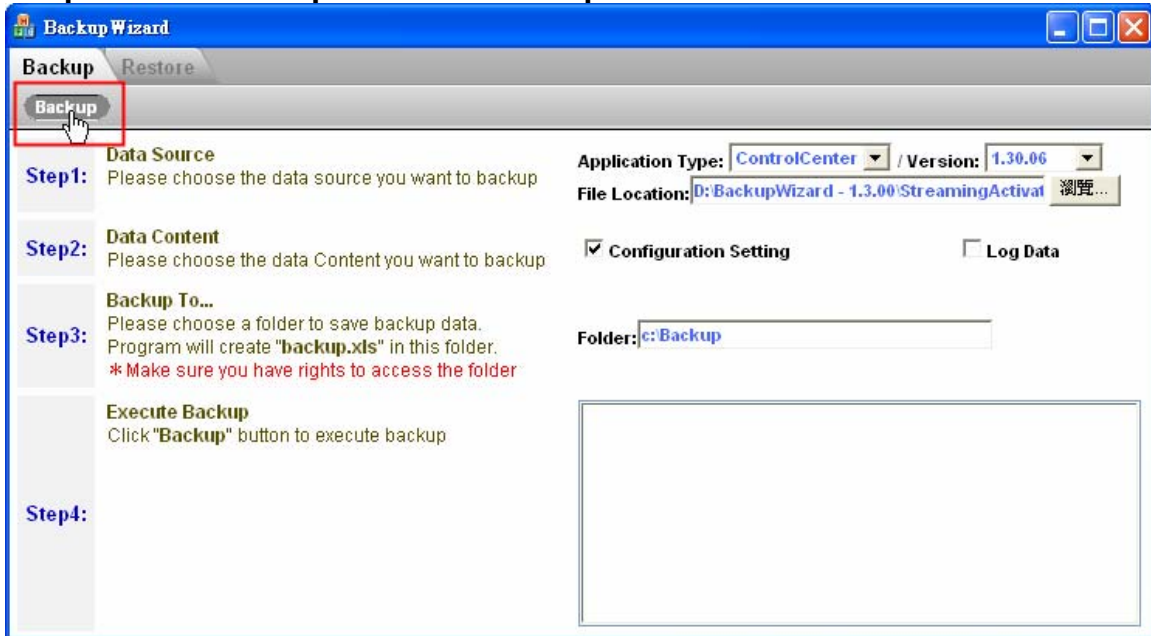 Backup Wizard
Backup Restore
Backup
Step1:
Data Source
Please choose the data source you want to backup
Application Type: ControlCenter / Version: 1.30.06
File Location: D:\BackupWizard - 1.3.00\StreamingActivat 瀏覽...
Step2:
Data Content
Please choose the data Content you want to backup
Configuration Setting Log Data
Step3:
Backup To...
Please choose a folder to save backup data.
Program will create "backup.xls" in this folder.
* Make sure you have rights to access the folder
Folder: c:\Backup
Step4:
Execute Backup
Click "Backup" button to execute backup